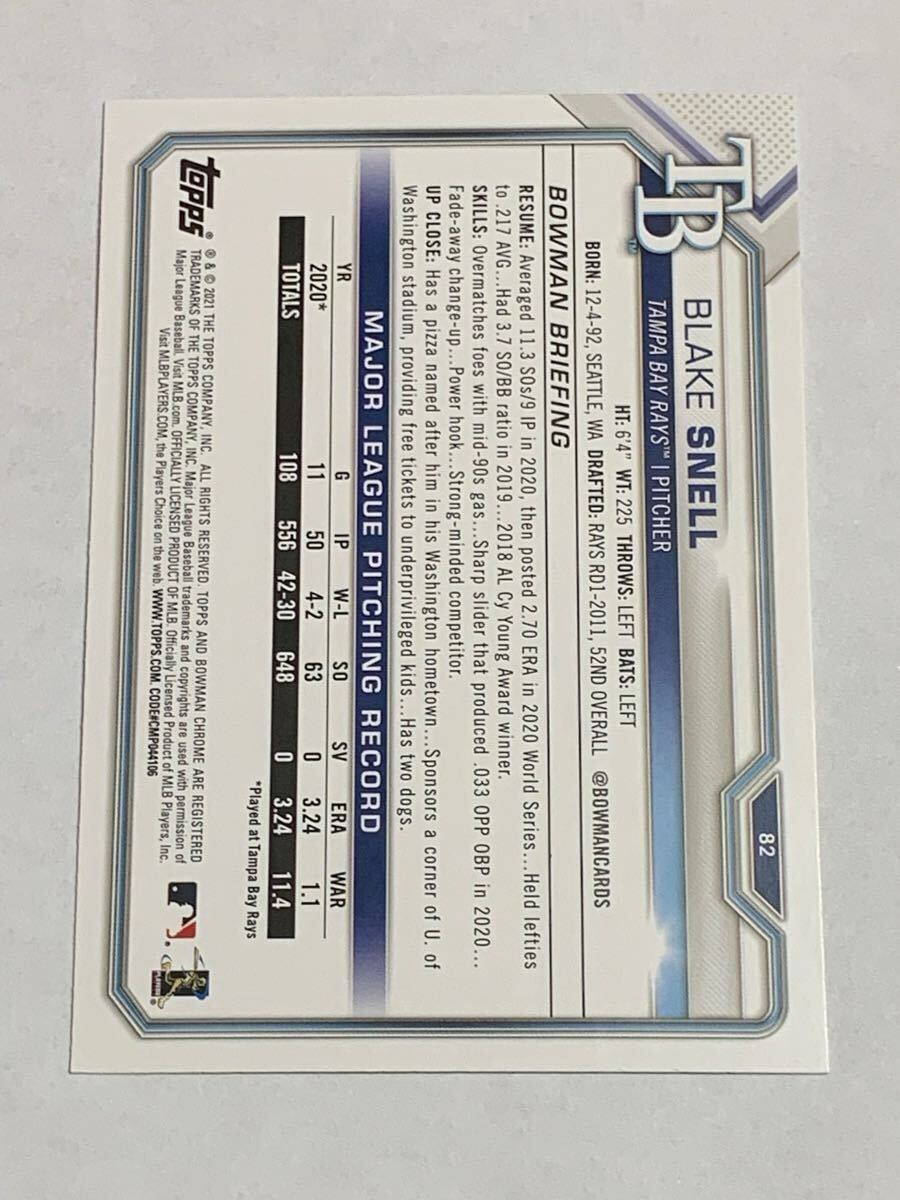 82
TB™
BLAKE SNELL
TAMPA BAY RAYS™ | PITCHER
HT: 6'4" WT: 225 THROWS: LEFT BATS: LEFT
BORN: 12-4-92, SEATTLE, WA DRAFTED: RAYS RD1-2011, 52ND OVERALL @BOWMANCARDS
BOWMAN BRIEFING
RESUME: Averaged 11.3 SOs/9 IP in 2020, then posted 2.70 ERA in 2020 World Series...Held lefties
to .217 AVG...Had 3.7 SO/BB ratio in 2019...2018 AL Cy Young Award winner.
SKILLS: Overmatches foes with mid-90s gas...Sharp slider that produced .033 OPP OBP in 2020...
Fade-away change-up...Power hook...Strong-minded competitor.
UP CLOSE: Has a pizza named after him in his Washington hometown...Sponsors a corner of U. of
Washington stadium, providing free tickets to underprivileged kids...Has two dogs.
MAJOR LEAGUE PITCHING RECORD
YR G IP W-L SO SV ERA WAR
2020* 11 50 4-2 63 0 3.24 1.1
TOTALS 108 556 42-30 648 0 3.24 11.4
*Played at Tampa Bay Rays
topps®
® & © 2021 THE TOPPS COMPANY, INC. ALL RIGHTS RESERVED. TOPPS AND BOWMAN CHROME ARE REGISTERED
TRADEMARKS OF THE TOPPS COMPANY, INC. Major League Baseball trademarks and copyrights are used with permission of
Major League Baseball. Visit MLB.com. OFFICIALLY LICENSED PRODUCT OF MLB. Officially Licensed Product of MLB Players, Inc.
Visit MLBPLAYERS.COM, the Players Choice on the web. WWW.TOPPS.COM. CODE#CMP044106